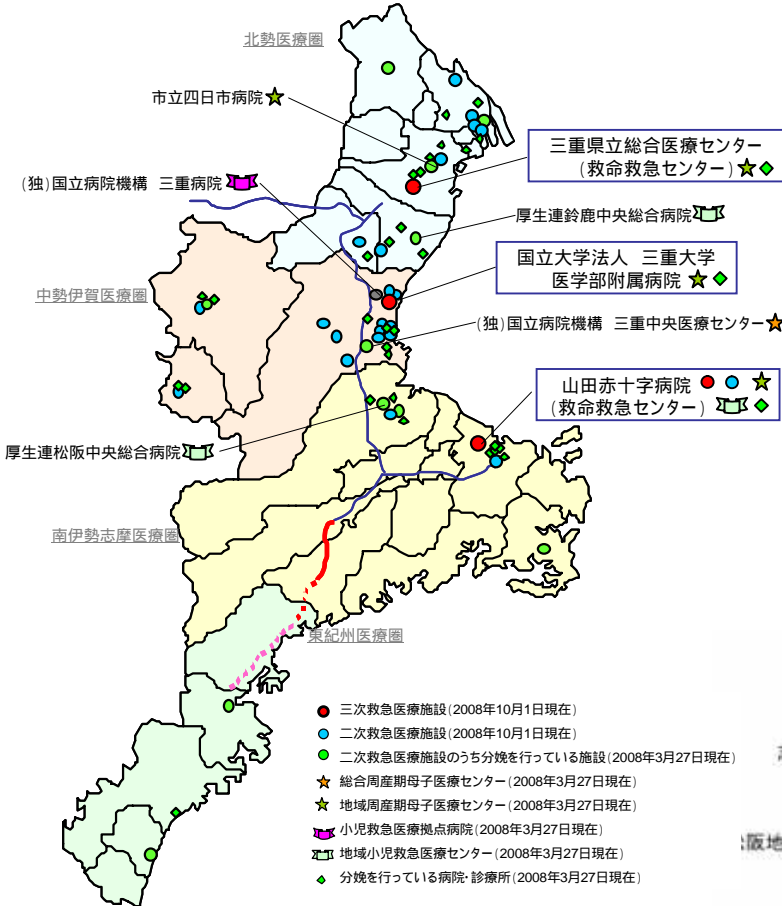 北勢医療圏
市立四日市病院
三重県立総合医療センター
(救命救急センター)
(独)国立病院機構 三重病院
厚生連鈴鹿中央総合病院
国立大学法人 三重大学
医学部附属病院
中勢伊賀医療圏
(独)国立病院機構 三重中央医療センター
山田赤十字病院
(救命救急センター)
厚生連松阪中央総合病院
南伊勢志摩医療圏
東紀州医療圏
三次救急医療施設(2008年10月1日現在)
二次救急医療施設(2008年10月1日現在)
二次救急医療施設のうち分娩を行っている施設(2008年3月27日現在)
総合周産期母子医療センター(2008年3月27日現在)
地域周産期母子医療センター(2008年3月27日現在)
小児救急医療拠点病院(2008年3月27日現在)
地域小児救急医療センター(2008年3月27日現在)
分娩を行っている病院・診療所(2008年3月27日現在)
阪地